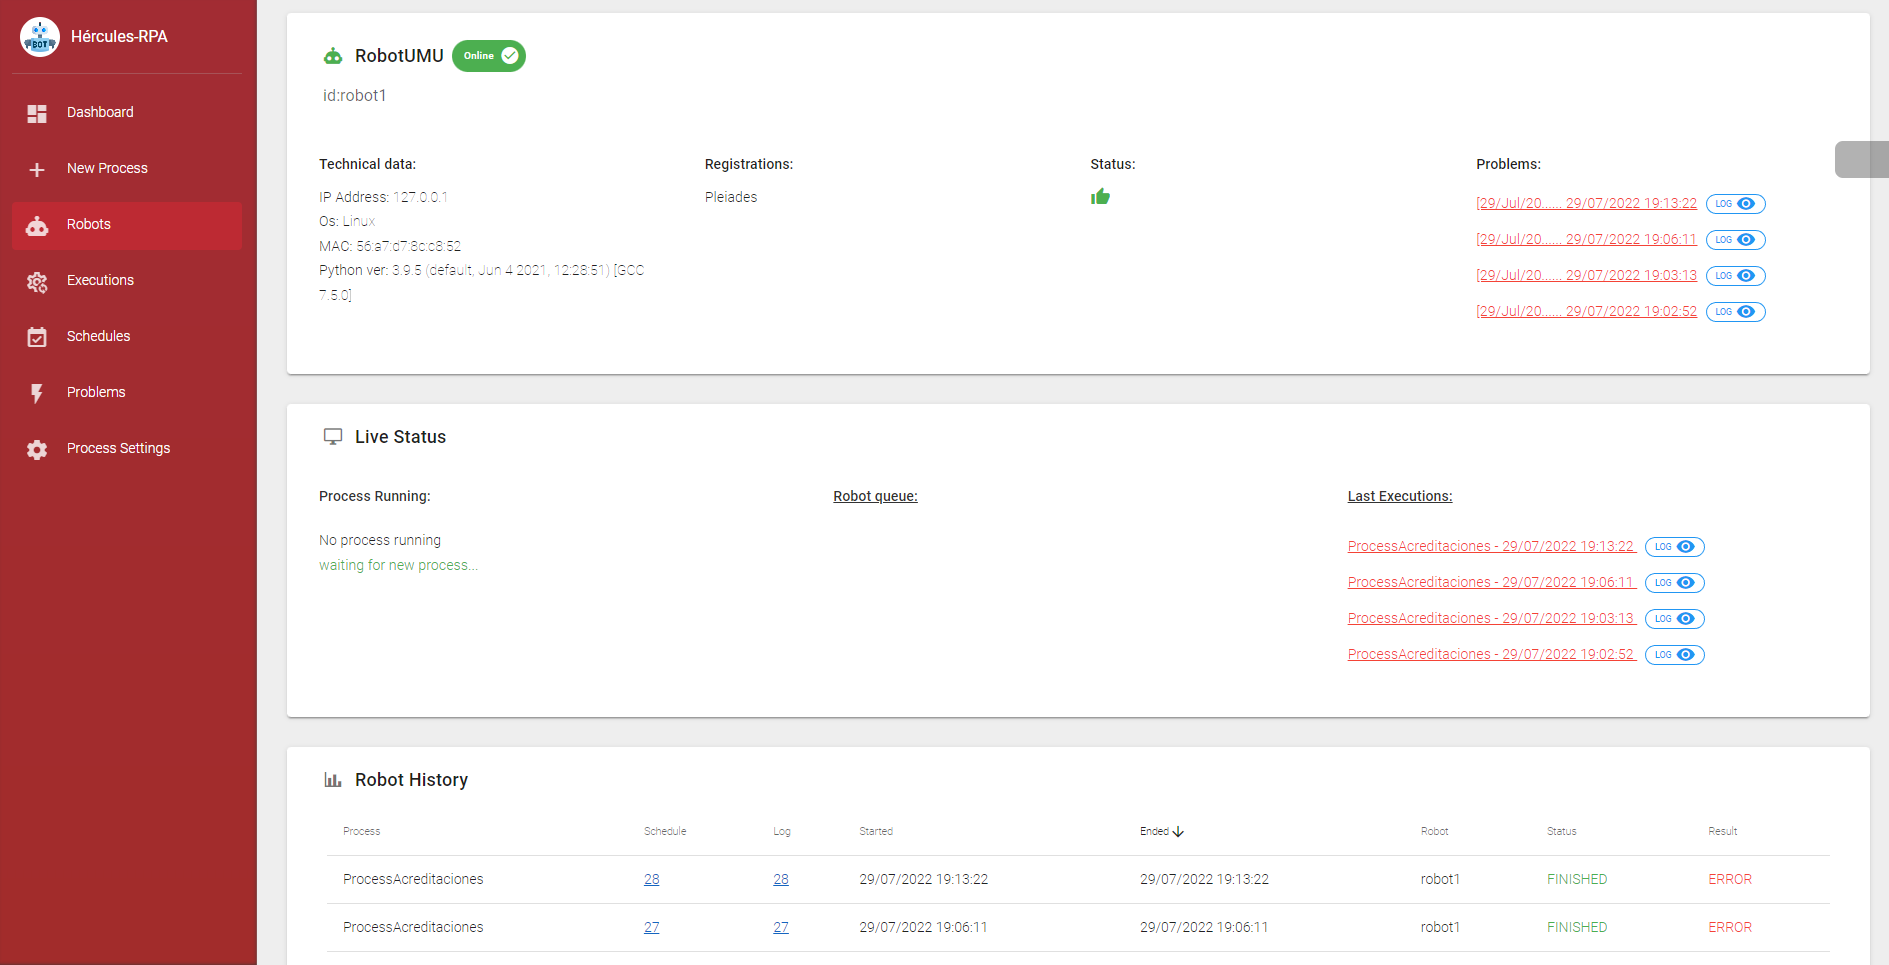 BOT
Hércules-RPA
Dashboard
New Process
Robots
Executions
Schedules
Problems
Process Settings
RobotUMU
Online
id:robot1
Technical data:
IP Address: 127.0.0.1
Os: Linux
MAC: 56:a7:d7:8c:c8:52
Python ver: 3.9.5 (default, Jun 4 2021, 12:28:51) [GCC
7.5.0]
Registrations:
Pleiades
Status:
Problems:
[29/Jul/20...... 29/07/2022 19:13:22 LOG
[29/Jul/20...... 29/07/2022 19:06:11 LOG
[29/Jul/20...... 29/07/2022 19:03:13 LOG
[29/Jul/20...... 29/07/2022 19:02:52 LOG
Live Status
Process Running:
No process running
waiting for new process...
Robot queue:
Last Executions:
ProcessAcreditaciones - 29/07/2022 19:13:22 LOG
ProcessAcreditaciones - 29/07/2022 19:06:11 LOG
ProcessAcreditaciones - 29/07/2022 19:03:13 LOG
ProcessAcreditaciones - 29/07/2022 19:02:52 LOG
Robot History
Process Schedule Log Started Ended Robot Status Result
ProcessAcreditaciones 28 28 29/07/2022 19:13:22 29/07/2022 19:13:22 robot1 FINISHED ERROR
ProcessAcreditaciones 27 27 29/07/2022 19:06:11 29/07/2022 19:06:11 robot1 FINISHED ERROR